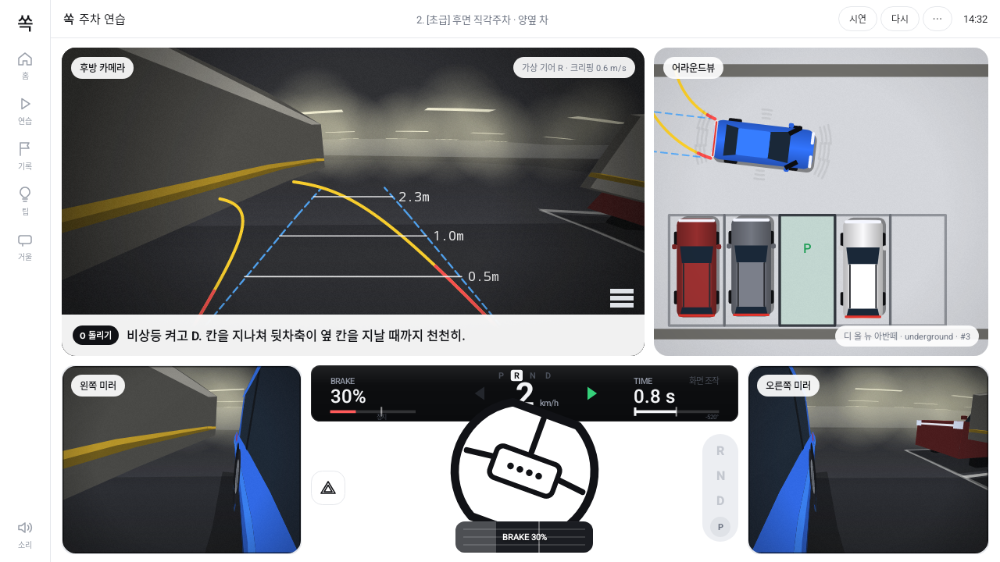 쏙
쏙 주차 연습
2. [초급] 후면 직각주차 · 양옆 차
시연
다시
14:32
홈
연습
기록
팁
거울
소리
후방 카메라
가상 기어 R · 크리핑 0.6 m/s
2.3m
1.0m
0.5m
0 돌리기
비상등 켜고 D. 칸을 지나쳐 뒷차축이 옆 칸을 지날 때까지 천천히.
어라운드뷰
P
디 올 뉴 아반떼 · underground · #3
왼쪽 미러
BRAKE
30%
P R N D
2 km/h
TIME
0.8 s
화면 조작
BRAKE 30%
R
N
D
P
오른쪽 미러